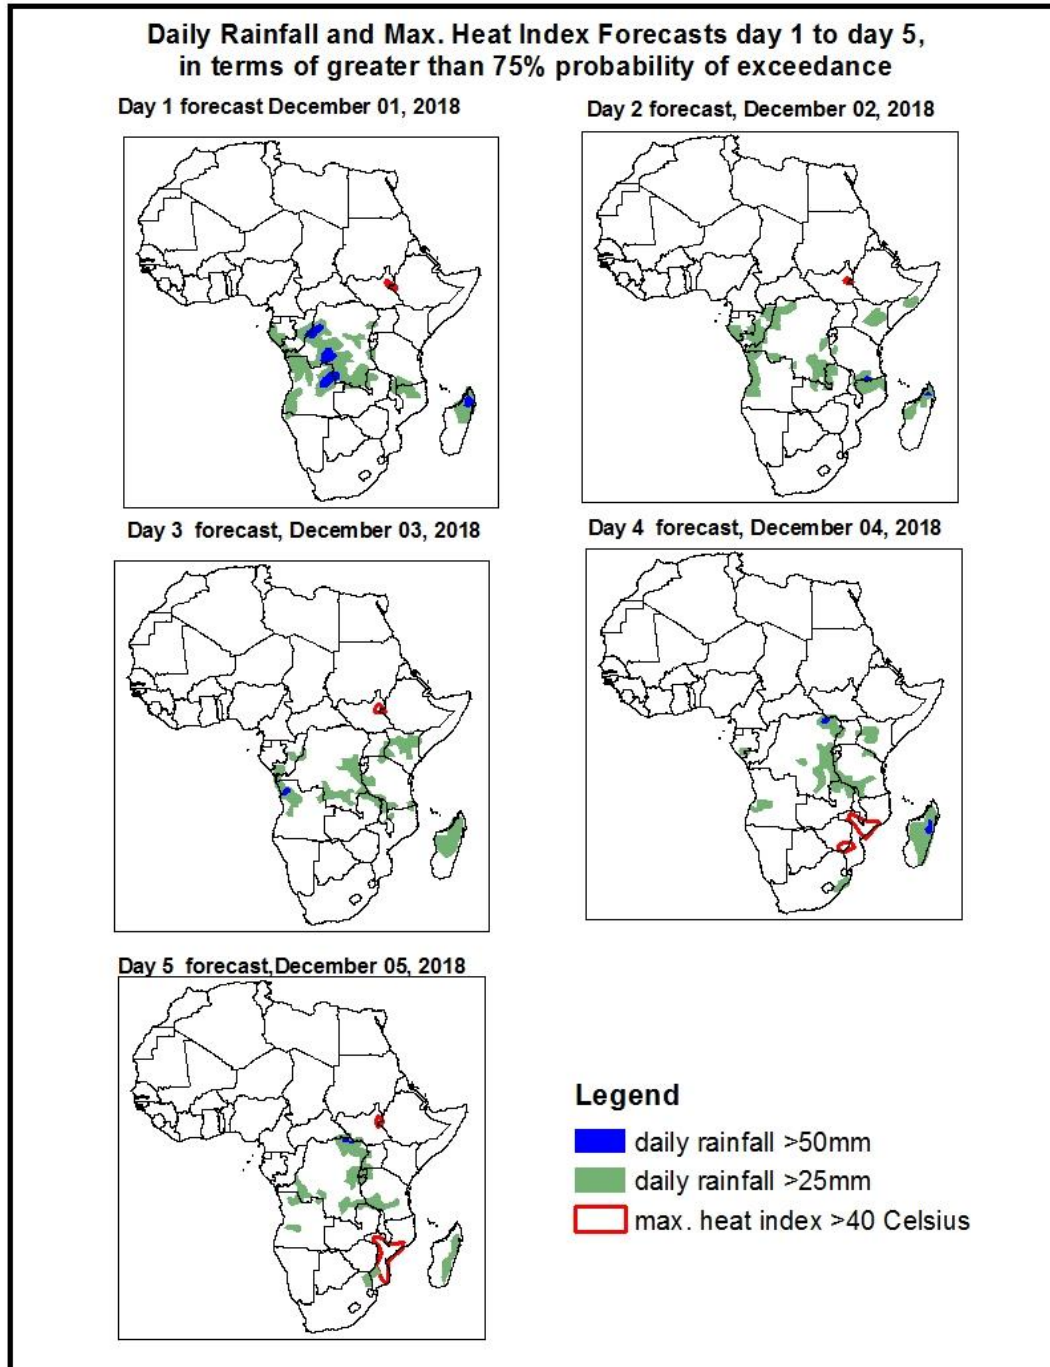 Daily Rainfall and Max. Heat Index Forecasts day 1 to day 5,
in terms of greater than 75% probability of exceedance
Day 1 forecast December 01, 2018
Day 2 forecast, December 02, 2018
Day 3 forecast, December 03, 2018
Day 4 forecast, December 04, 2018
Day 5 forecast,December 05, 2018
Legend
daily rainfall >50mm
daily rainfall >25mm
max. heat index >40 Celsius